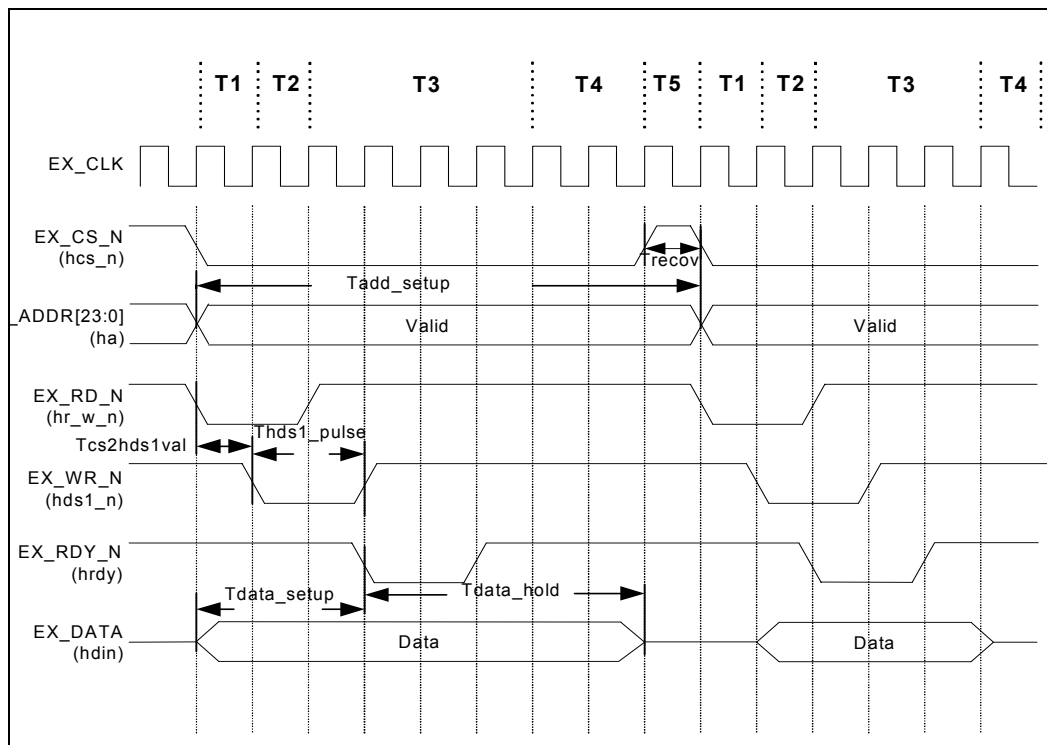 T1 T2 T3 T4 T5 T1 T2 T3 T4
EX_CLK
EX_CS_N
(hcs_n)
Trecov
Tadd_setup
_ADDR[23:0]
(ha)
Valid Valid
EX_RD_N
(hr_w_n)
Tcs2hds1val
Thds1_pulse
EX_WR_N
(hds1_n)
EX_RDY_N
(hrdy)
Tdata_setup
Tdata_hold
EX_DATA
(hdin)
Data Data